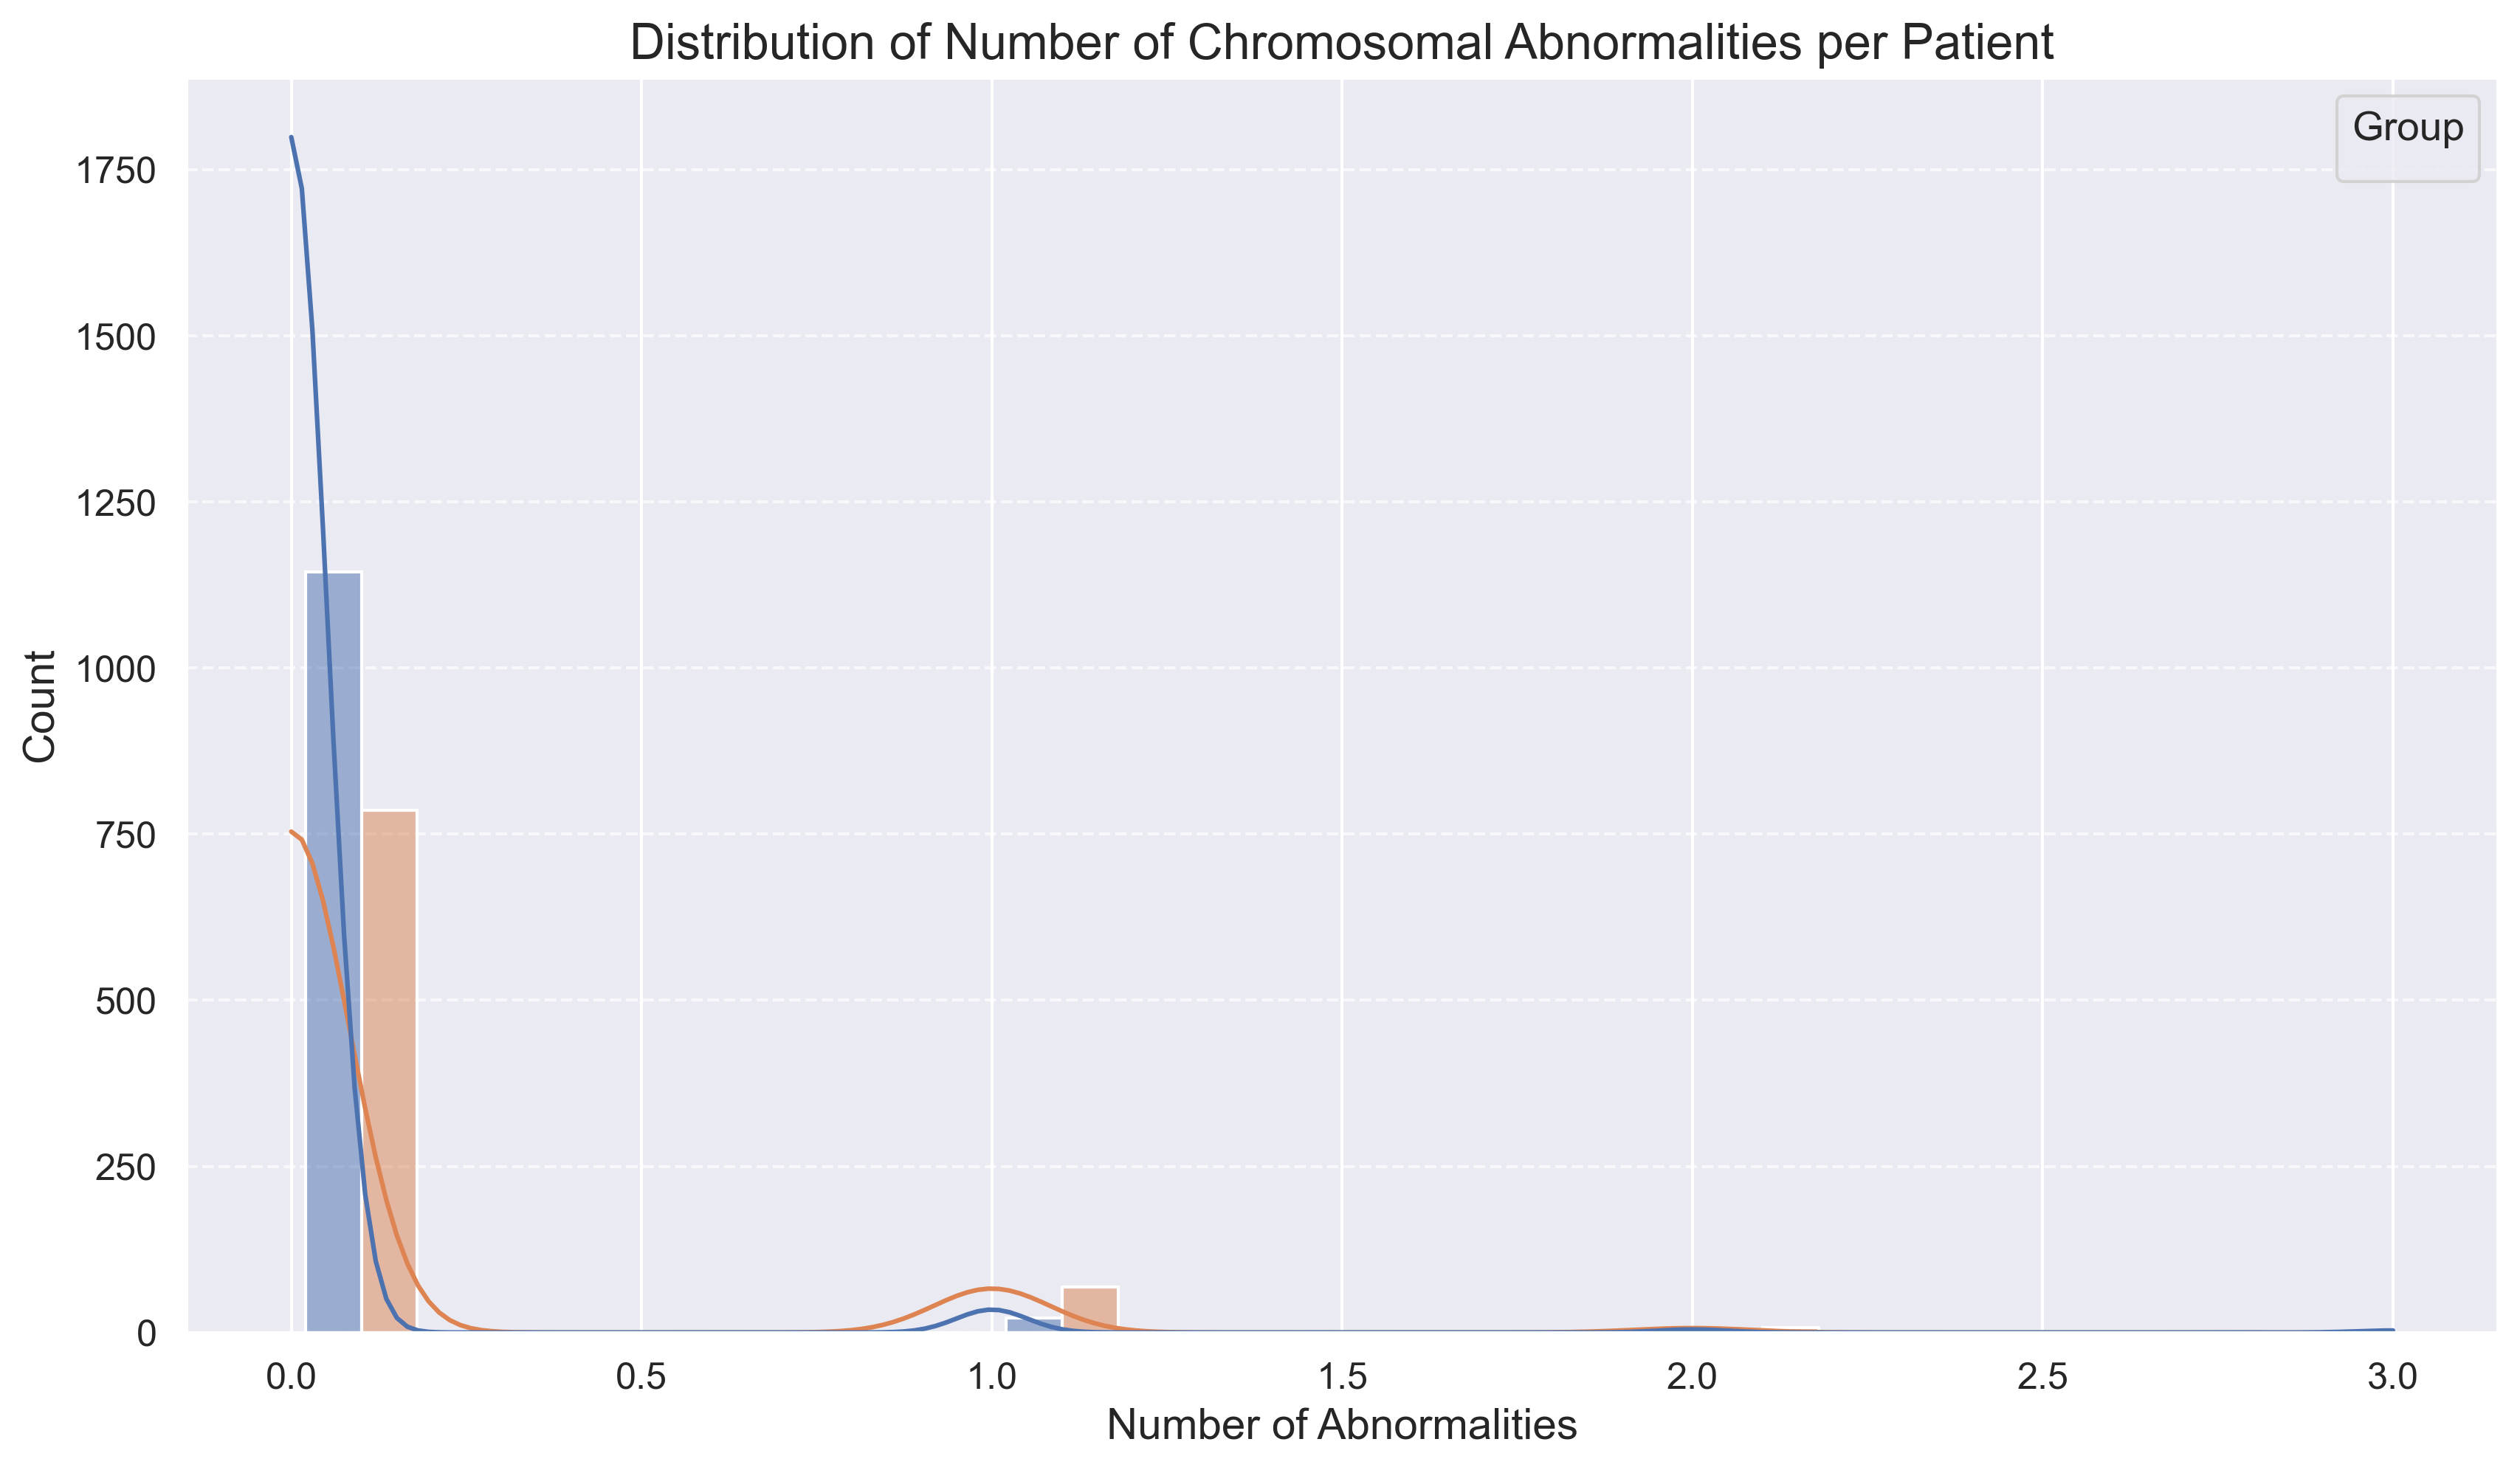 Distribution of Number of Chromosomal Abnormalities per Patient
Group
1750
1500
1250
1000
750
500
250
0
Count
0.0 0.5 1.0 1.5 2.0 2.5 3.0
Number of Abnormalities